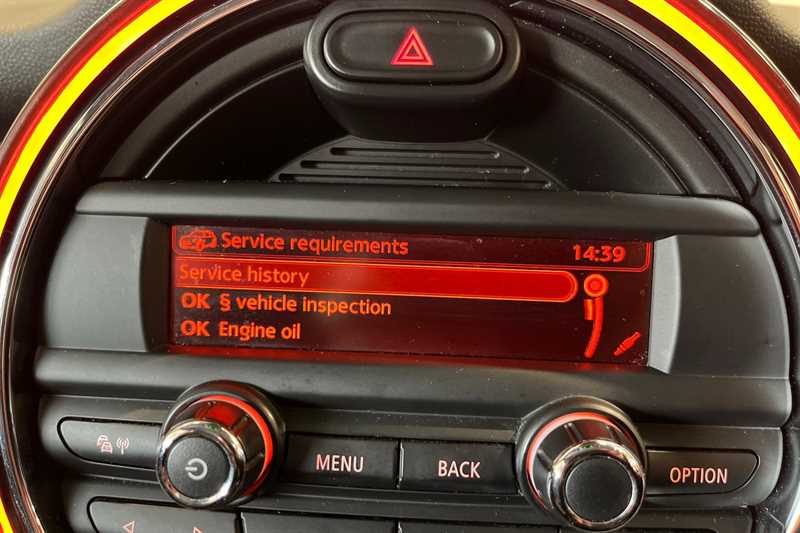 Service requirements 14:39
Service history
OK § vehicle inspection
OK Engine oil
MENU
BACK
OPTION